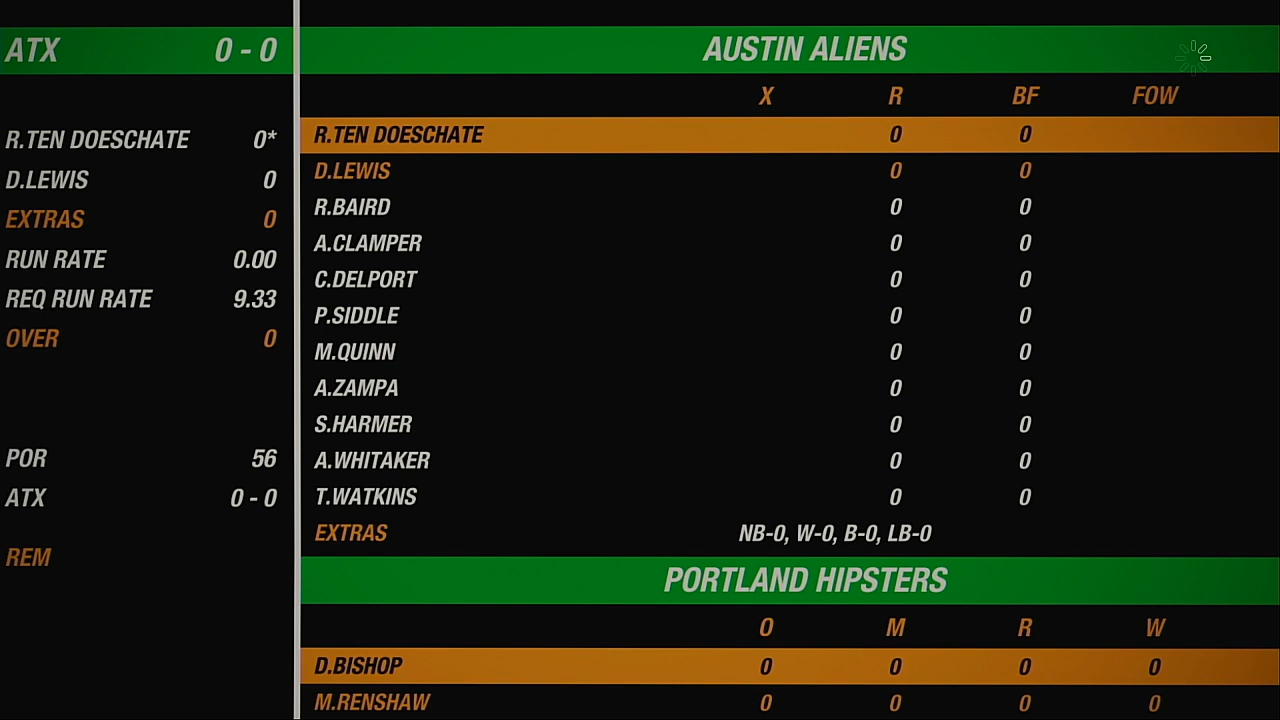 ATX 0 - 0
R.TEN DOESCHATE 0*
D.LEWIS 0
EXTRAS 0
RUN RATE 0.00
REQ RUN RATE 9.33
OVER 0
POR 56
ATX 0 - 0
REM
AUSTIN ALIENS
X R BF FOW
R.TEN DOESCHATE 0 0
D.LEWIS 0 0
R.BAIRD 0 0
A.CLAMPER 0 0
C.DELPORT 0 0
P.SIDDLE 0 0
M.QUINN 0 0
A.ZAMPA 0 0
S.HARMER 0 0
A.WHITAKER 0 0
T.WATKINS 0 0
EXTRAS NB-0, W-0, B-0, LB-0
PORTLAND HIPSTERS
O M R W
D.BISHOP 0 0 0 0
M.RENSHAW 0 0 0 0